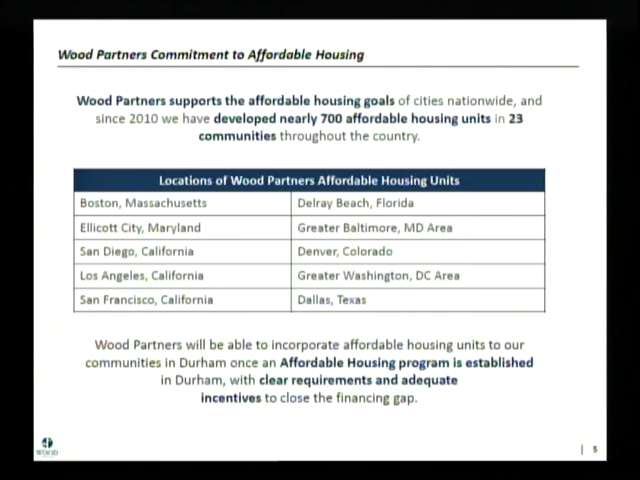 Wood Partners Commitment to Affordable Housing
Wood Partners supports the affordable housing goals of cities nationwide, and
since 2010 we have developed nearly 700 affordable housing units in 23
communities throughout the country.
Locations of Wood Partners Affordable Housing Units
Boston, Massachusetts
Delray Beach, Florida
Ellicott City, Maryland
Greater Baltimore, MD Area
San Diego, California
Denver, Colorado
Los Angeles, California
Greater Washington, DC Area
San Francisco, California
Dallas, Texas
Wood Partners will be able to incorporate affordable housing units to our
communities in Durham once an Affordable Housing program is established
in Durham, with clear requirements and adequate
incentives to close the financing gap.
WOOD
| 5